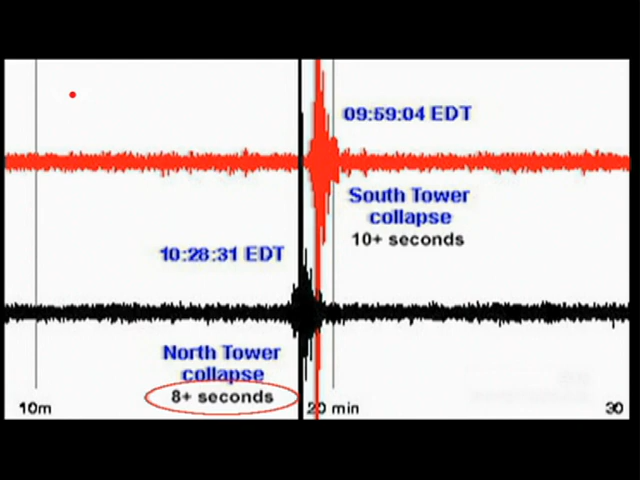 09:59:04 EDT
South Tower
collapse
10+ seconds
10:28:31 EDT
North Tower
collapse
8+ seconds
10m
20 min
30